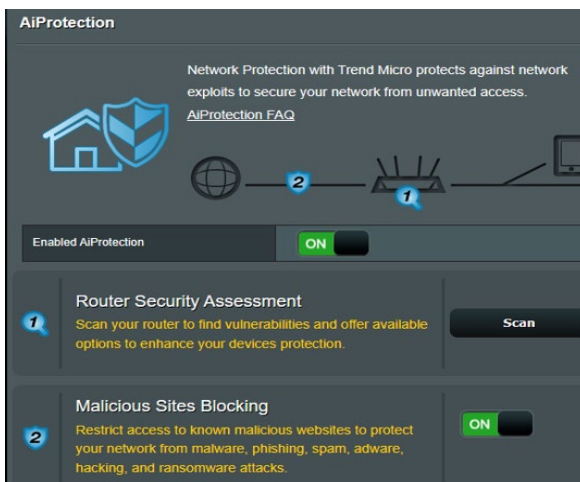 AiProtection
Network Protection with Trend Micro protects against network
exploits to secure your network from unwanted access.
AiProtection FAQ
2
1
Enabled AiProtection
ON
1
Router Security Assessment
Scan your router to find vulnerabilities and offer available
options to enhance your devices protection.
Scan
2
Malicious Sites Blocking
Restrict access to known malicious websites to protect
your network from malware, phishing, spam, adware,
hacking, and ransomware attacks.
ON